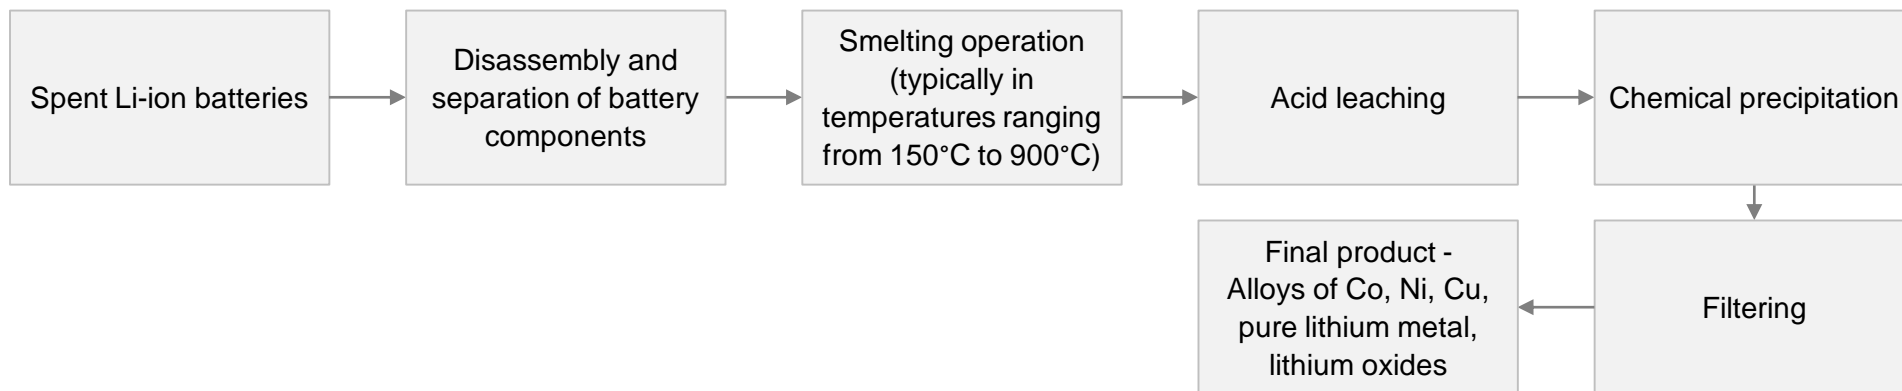 Spent Li-ion batteries
Disassembly and
separation of battery
components
Smelting operation
(typically in
temperatures ranging
from 150°C to 900°C)
Acid leaching
Chemical precipitation
Filtering
Final product -
Alloys of Co, Ni, Cu,
pure lithium metal,
lithium oxides